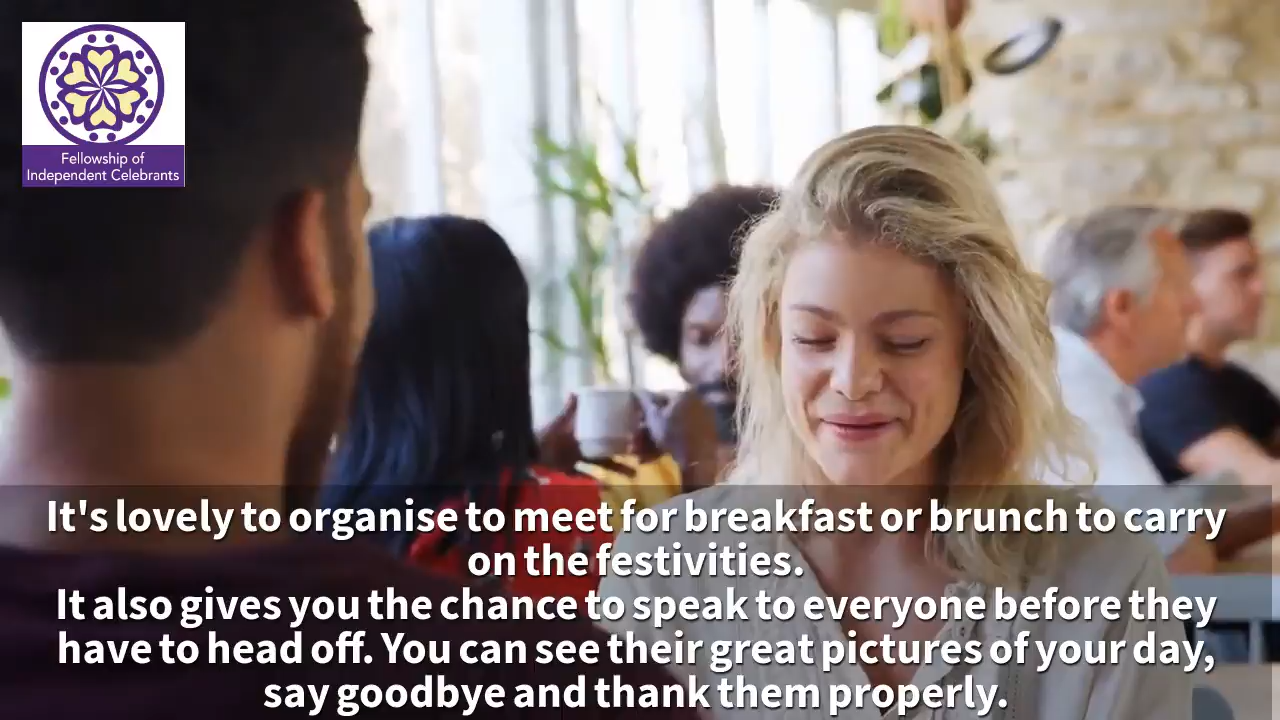 Fellowship of
Independent Celebrants
It's lovely to organise to meet for breakfast or brunch to carry
on the festivities.
It also gives you the chance to speak to everyone before they
have to head off. You can see their great pictures of your day,
say goodbye and thank them properly.